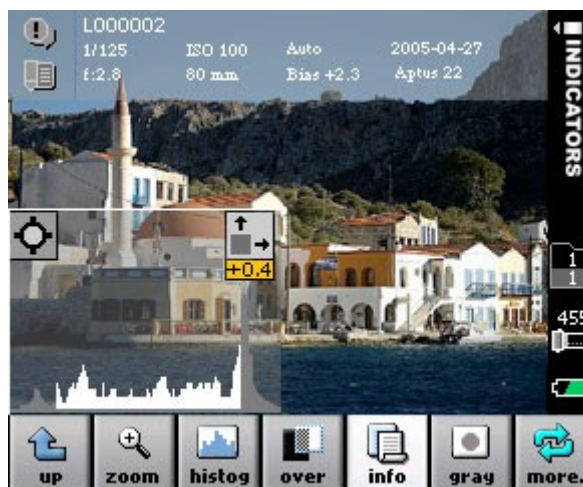 L000002
1/125 ISO 100 Auto 2005-04-27
f:2.8 80 mm Bias +2.3 Aptus 22
INDICATORS
+0,4
1
1
455
up zoom histog over info gray more.